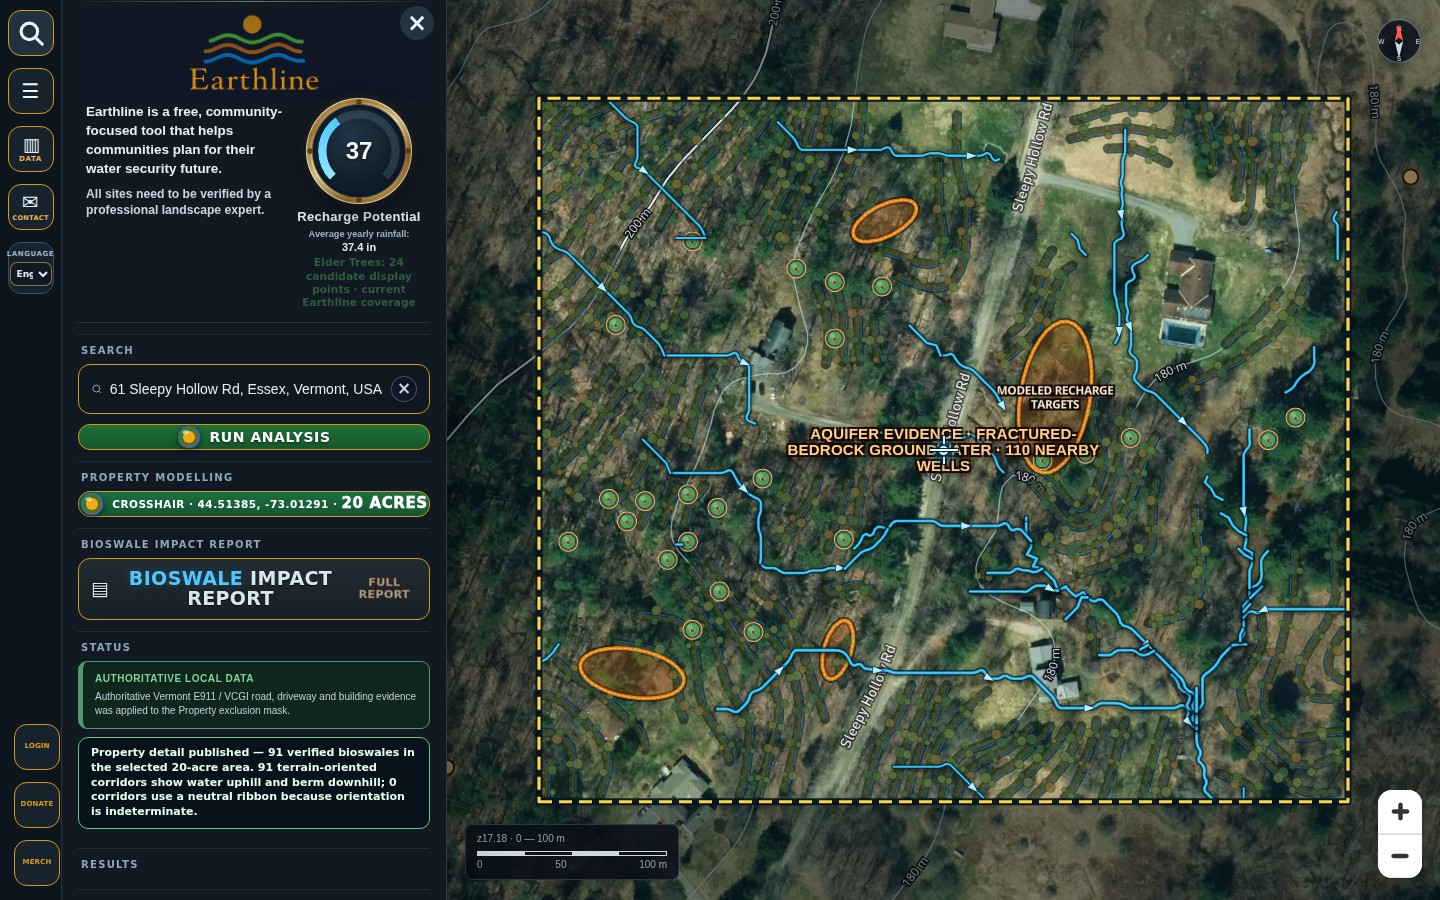 Earthline
Earthline is a free, community-
focused tool that helps
communities plan for their
water security future.
All sites need to be verified by a
professional landscape expert.
37
Recharge Potential
Average yearly rainfall:
37.4 in
Elder Trees: 24
candidate display
points · current
Earthline coverage
DATA
CONTACT
LANGUAGE
LOGIN
DONATE
MERCH
SEARCH
61 Sleepy Hollow Rd, Essex, Vermont, USA
RUN ANALYSIS
PROPERTY MODELLING
CROSSHAIR · 44.51385, -73.01291 · 20 ACRES
BIOSWALE IMPACT REPORT
BIOSWALE IMPACT
REPORT
FULL
REPORT
STATUS
AUTHORITATIVE LOCAL DATA
Authoritative Vermont E911 / VCGI road, driveway and building evidence
was applied to the Property exclusion mask.
Property detail published — 91 verified bioswales in
the selected 20-acre area. 91 terrain-oriented
corridors show water uphill and berm downhill; 0
corridors use a neutral ribbon because orientation
is indeterminate.
RESULTS
200 m
200 m
Sleepy Hollow Rd
180 m
180 m
180 m
MODELED RECHARGE
TARGETS
AQUIFER EVIDENCE · FRACTURED-
BEDROCK GROUNDWATER · 110 NEARBY
WELLS
180 m
180 m
180 m
Sleepy Hollow Rd
180 m
N
W
E
S
z17.18 · 0 — 100 m
0
50
100 m